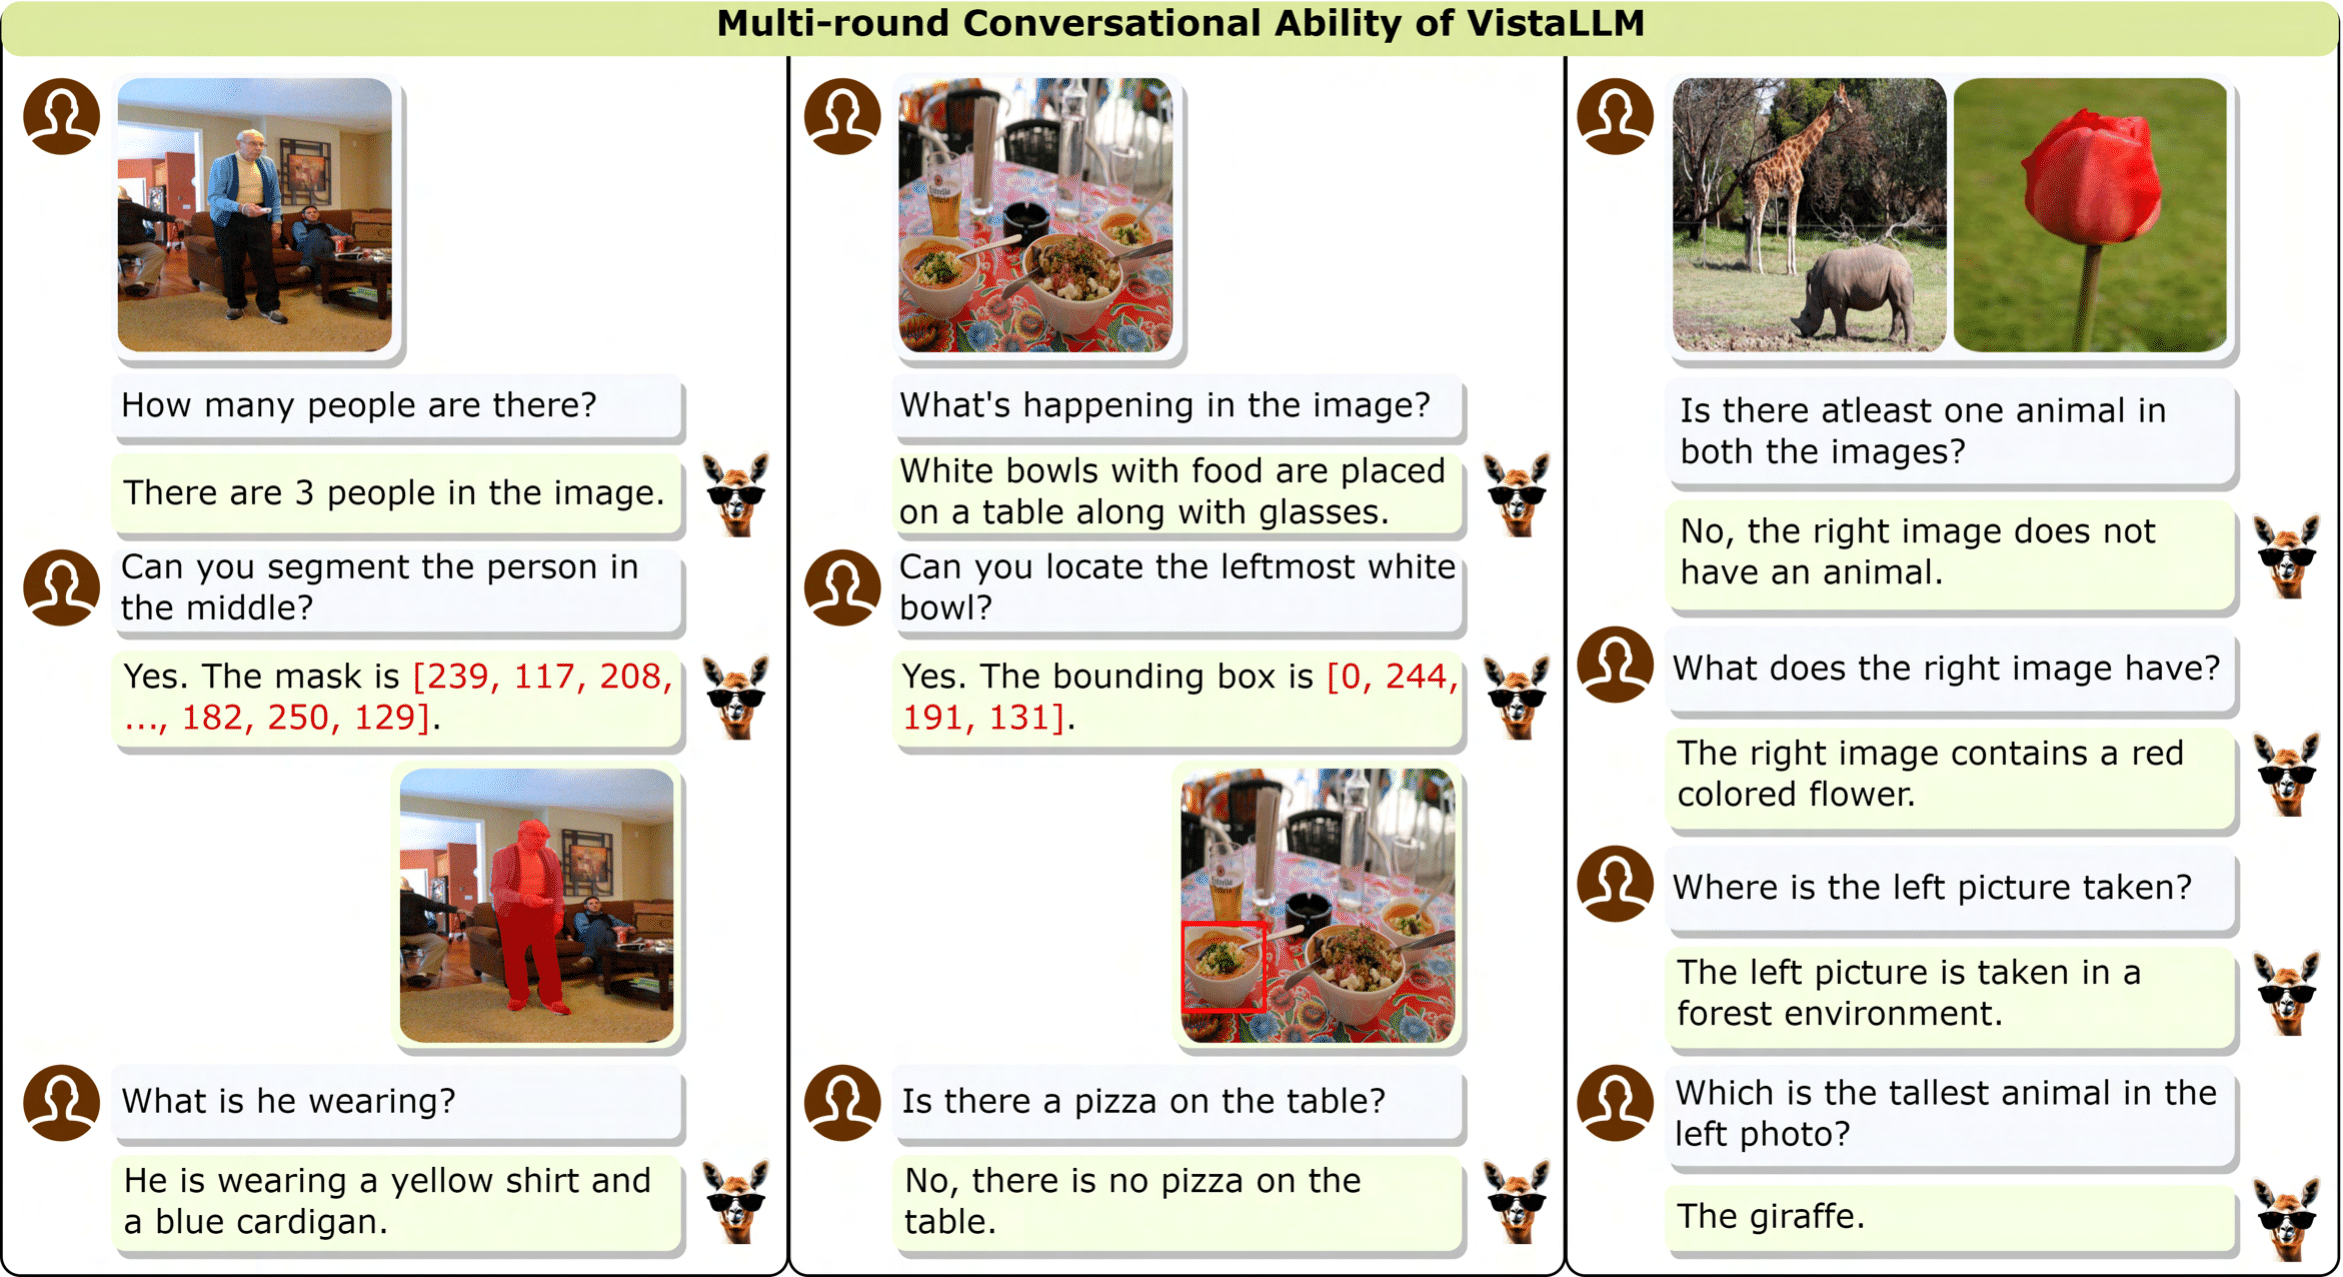 Multi-round Conversational Ability of VistaLLM
How many people are there?
There are 3 people in the image.
Can you segment the person in
the middle?
Yes. The mask is [239, 117, 208,
..., 182, 250, 129].
What is he wearing?
He is wearing a yellow shirt and
a blue cardigan.
What's happening in the image?
White bowls with food are placed
on a table along with glasses.
Can you locate the leftmost white
bowl?
Yes. The bounding box is [0, 244,
191, 131].
Is there a pizza on the table?
No, there is no pizza on the
table.
Is there atleast one animal in
both the images?
No, the right image does not
have an animal.
What does the right image have?
The right image contains a red
colored flower.
Where is the left picture taken?
The left picture is taken in a
forest environment.
Which is the tallest animal in the
left photo?
The giraffe.